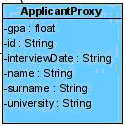 ApplicantProxy
-gpa : float
-id : String
-interviewDate : String
-name : String
-surname : String
-university : String